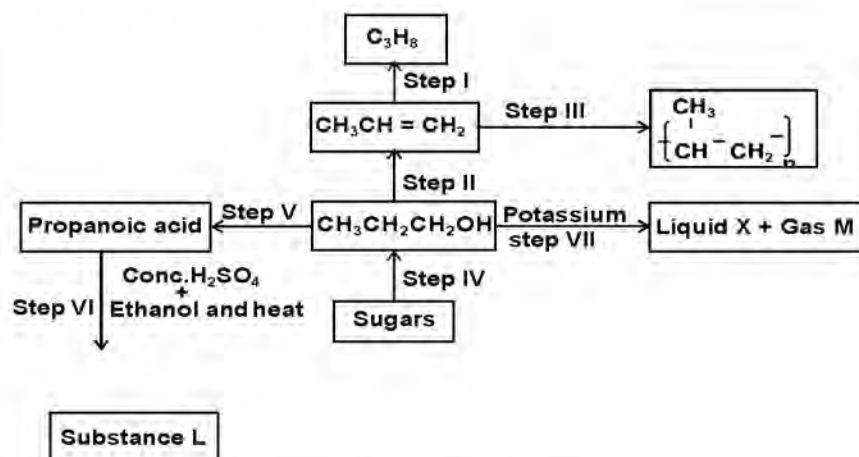 C₃H₈
Step I
CH₃CH = CH₂
Step III
CH₃
CH - CH₂
n
Step II
Propanoic acid
Step V
CH₃CH₂CH₂OH
Potassium
step VII
Liquid X + Gas M
Conc.H₂SO₄
+
Step VI
Ethanol and heat
Step IV
Sugars
Substance L